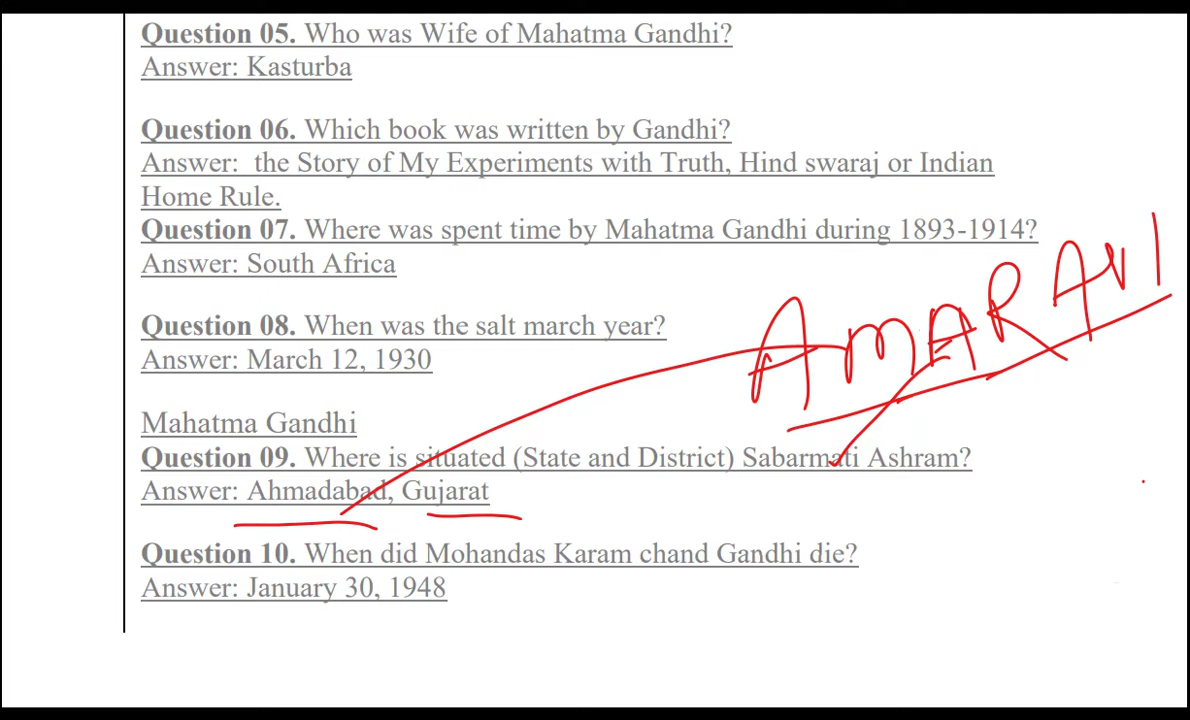 Question 05. Who was Wife of Mahatma Gandhi?
Answer: Kasturba
Question 06. Which book was written by Gandhi?
Answer:  the Story of My Experiments with Truth, Hind swaraj or Indian
Home Rule.
Question 07. Where was spent time by Mahatma Gandhi during 1893-1914?
Answer: South Africa
Question 08. When was the salt march year?
Answer: March 12, 1930
AMARAVI
Mahatma Gandhi
Question 09. Where is situated (State and District) Sabarmati Ashram?
Answer: Ahmadabad, Gujarat
Question 10. When did Mohandas Karam chand Gandhi die?
Answer: January 30, 1948